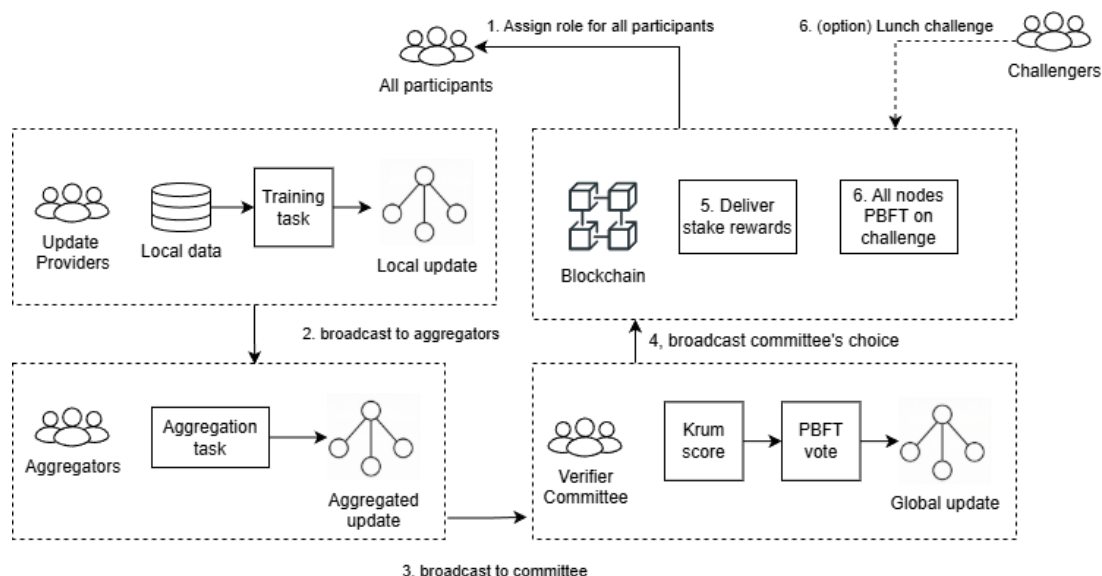 1. Assign role for all participants
6. (option) Lunch challenge
All participants
Challengers
Update
Providers
Local data
Training
task
Local update
Blockchain
5. Deliver
stake rewards
6. All nodes
PBFT on
challenge
2. broadcast to aggregators
4, broadcast committee's choice
Aggregators
Aggregation
task
Aggregated
update
Verifier
Committee
Krum
score
PBFT
vote
Global update
3. broadcast to committee